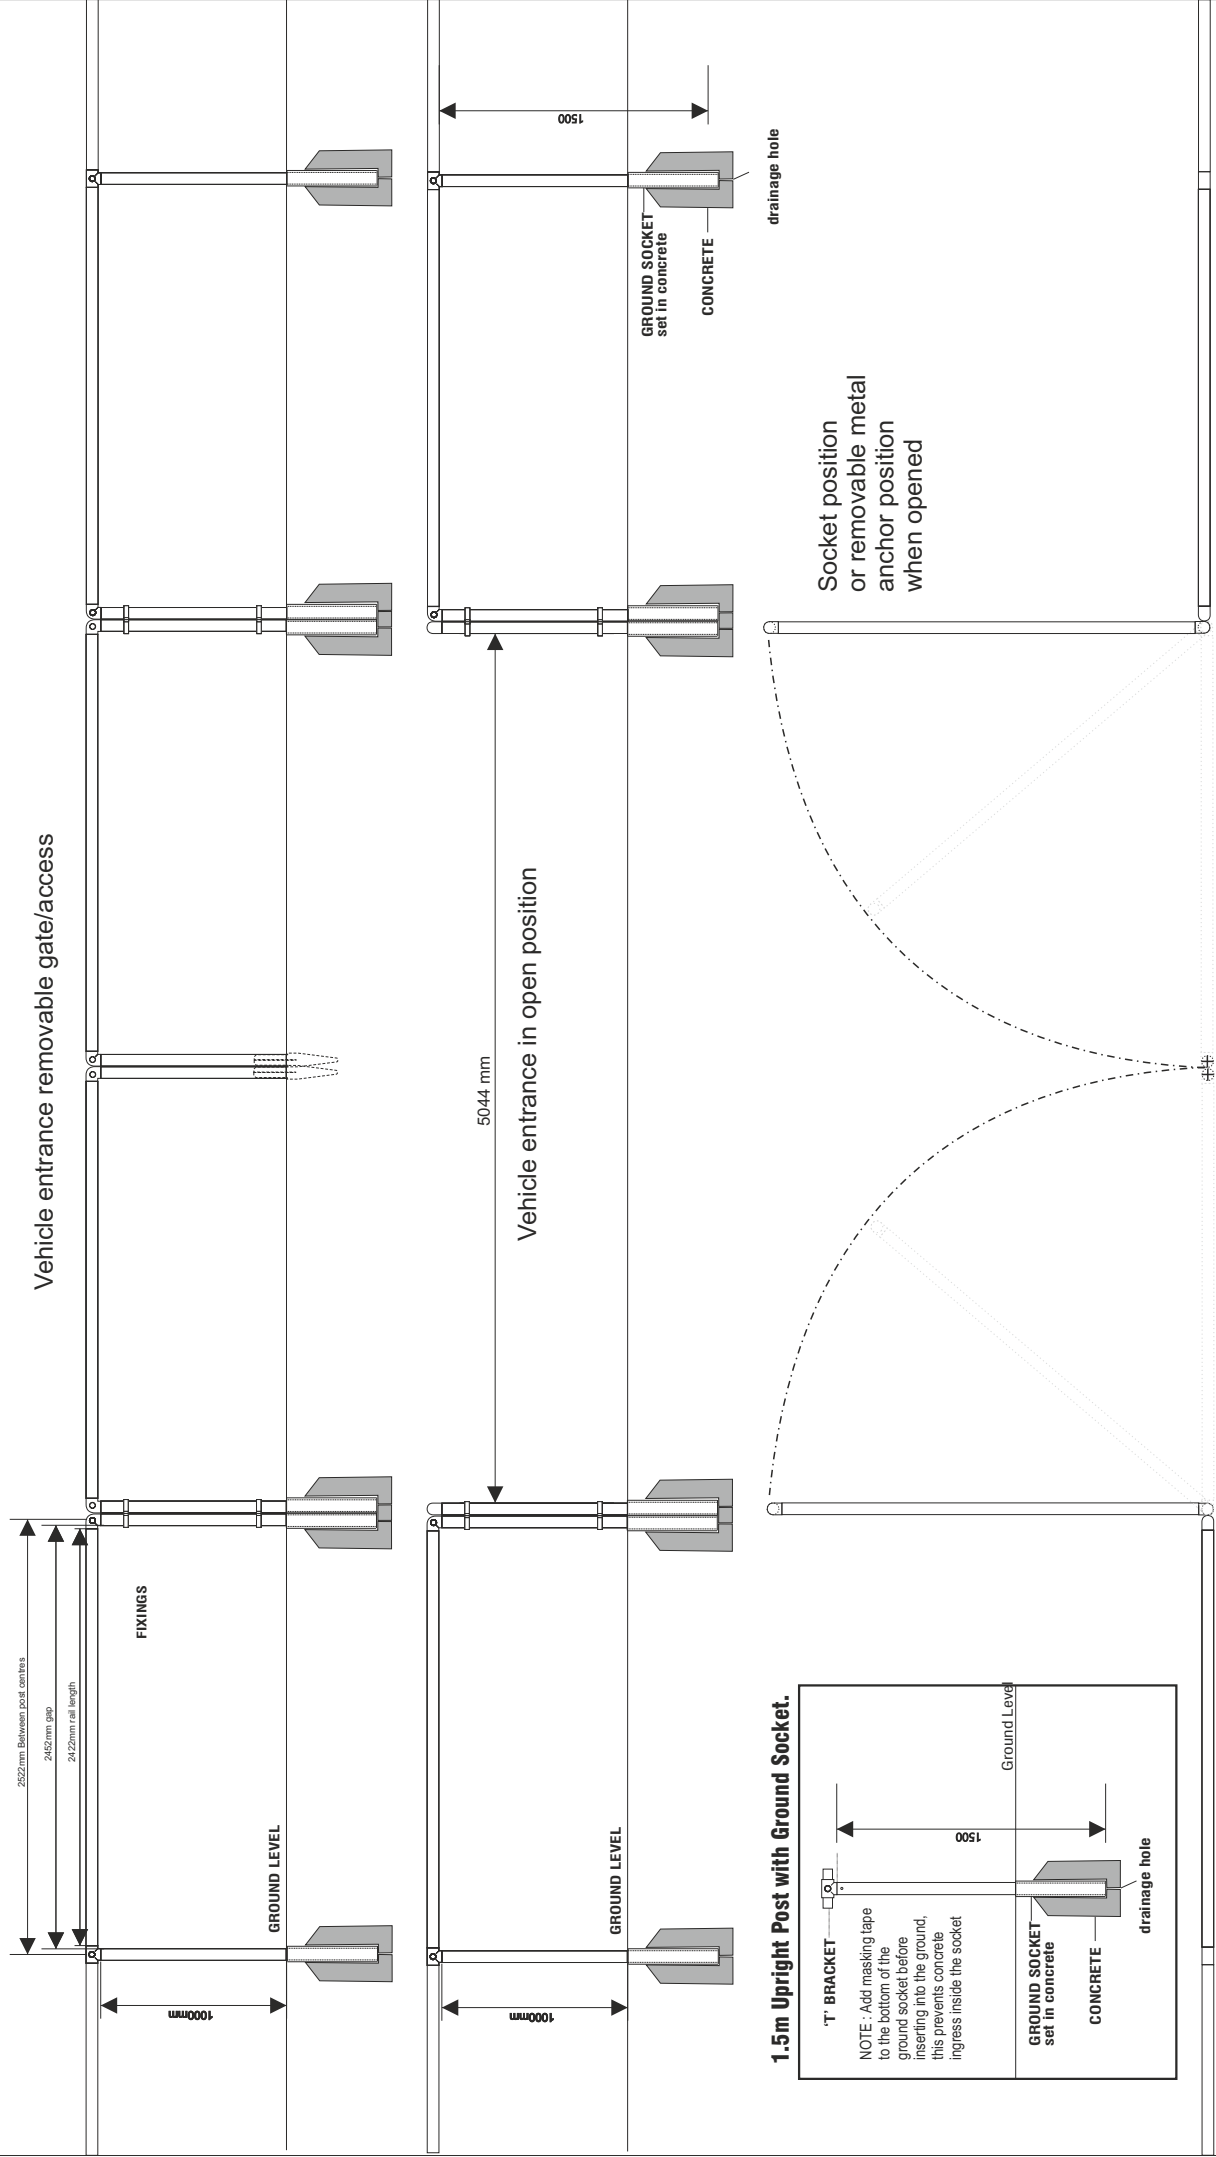 Vehicle entrance removable gate/access
2522mm Between post centres
2452mm gap
2422mm rail length
FIXINGS
1000mm
GROUND LEVEL
1500
5044 mm
Vehicle entrance in open position
GROUND SOCKET
set in concrete
CONCRETE
drainage hole
1000mm
GROUND LEVEL
Socket position
or removable metal
anchor position
when opened
1.5m Upright Post with Ground Socket.
'T' BRACKET
NOTE : Add masking tape
to the bottom of the
ground socket before
inserting into the ground,
this prevents concrete
ingress inside the socket
1500
Ground Level
GROUND SOCKET
set in concrete
CONCRETE
drainage hole